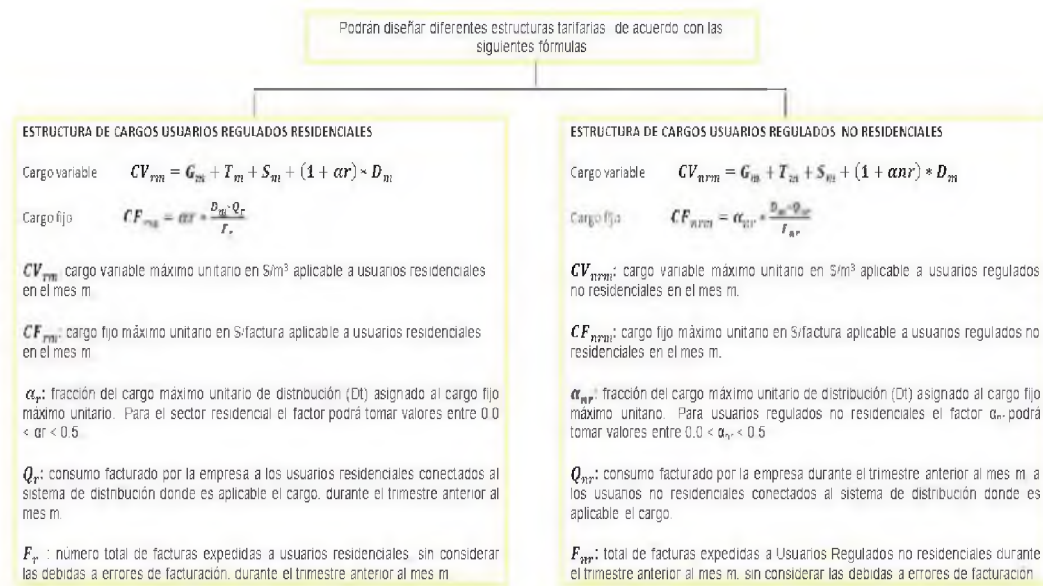 Podrán diseñar diferentes estructuras tarifarias de acuerdo con las
siguientes fórmulas
ESTRUCTURA DE CARGOS USUARIOS REGULADOS RESIDENCIALES
Cargo variable CV_rm = G_m + T_m + S_m + (1 + αr) * D_m
Cargo fijo CF_rm = αr * D_m*Q_r / F_r
CV_rm cargo variable máximo unitario en $/m³ aplicable a usuarios residenciales
en el mes m
CF_rm: cargo fijo máximo unitario en $/factura aplicable a usuarios residenciales
en el mes m
α_r: fracción del cargo máximo unitario de distribución (Dt) asignado al cargo fijo
máximo unitario. Para el sector residencial el factor podrá tomar valores entre 0.0
< αr < 0.5
Q_r: consumo facturado por la empresa a los usuarios residenciales conectados al
sistema de distribución donde es aplicable el cargo, durante el trimestre anterior al
mes m.
F_r : número total de facturas expedidas a usuarios residenciales sin considerar
las debidas a errores de facturación, durante el trimestre anterior al mes m
ESTRUCTURA DE CARGOS USUARIOS REGULADOS NO RESIDENCIALES
Cargo variable CV_nrm = G_m + T_m + S_m + (1 + αnr) * D_m
Cargo fijo CF_nrm = α_nr * D_m*Q_nr / F_nr
CV_nrm: cargo variable máximo unitario en $/m³ aplicable a usuarios regulados
no residenciales en el mes m.
CF_nrm: cargo fijo máximo unitario en $/factura aplicable a usuarios regulados no
residenciales en el mes m.
α_nr: fracción del cargo máximo unitario de distribución (Dt) asignado al cargo fijo
máximo unitario. Para usuarios regulados no residenciales el factor α_nr podrá
tomar valores entre 0.0 < α_nr < 0.5
Q_nr: consumo facturado por la empresa durante el trimestre anterior al mes m a
los usuarios no residenciales conectados al sistema de distribución donde es
aplicable el cargo.
F_nr: total de facturas expedidas a Usuarios Regulados no residenciales durante
el trimestre anterior al mes m, sin considerar las debidas a errores de facturación